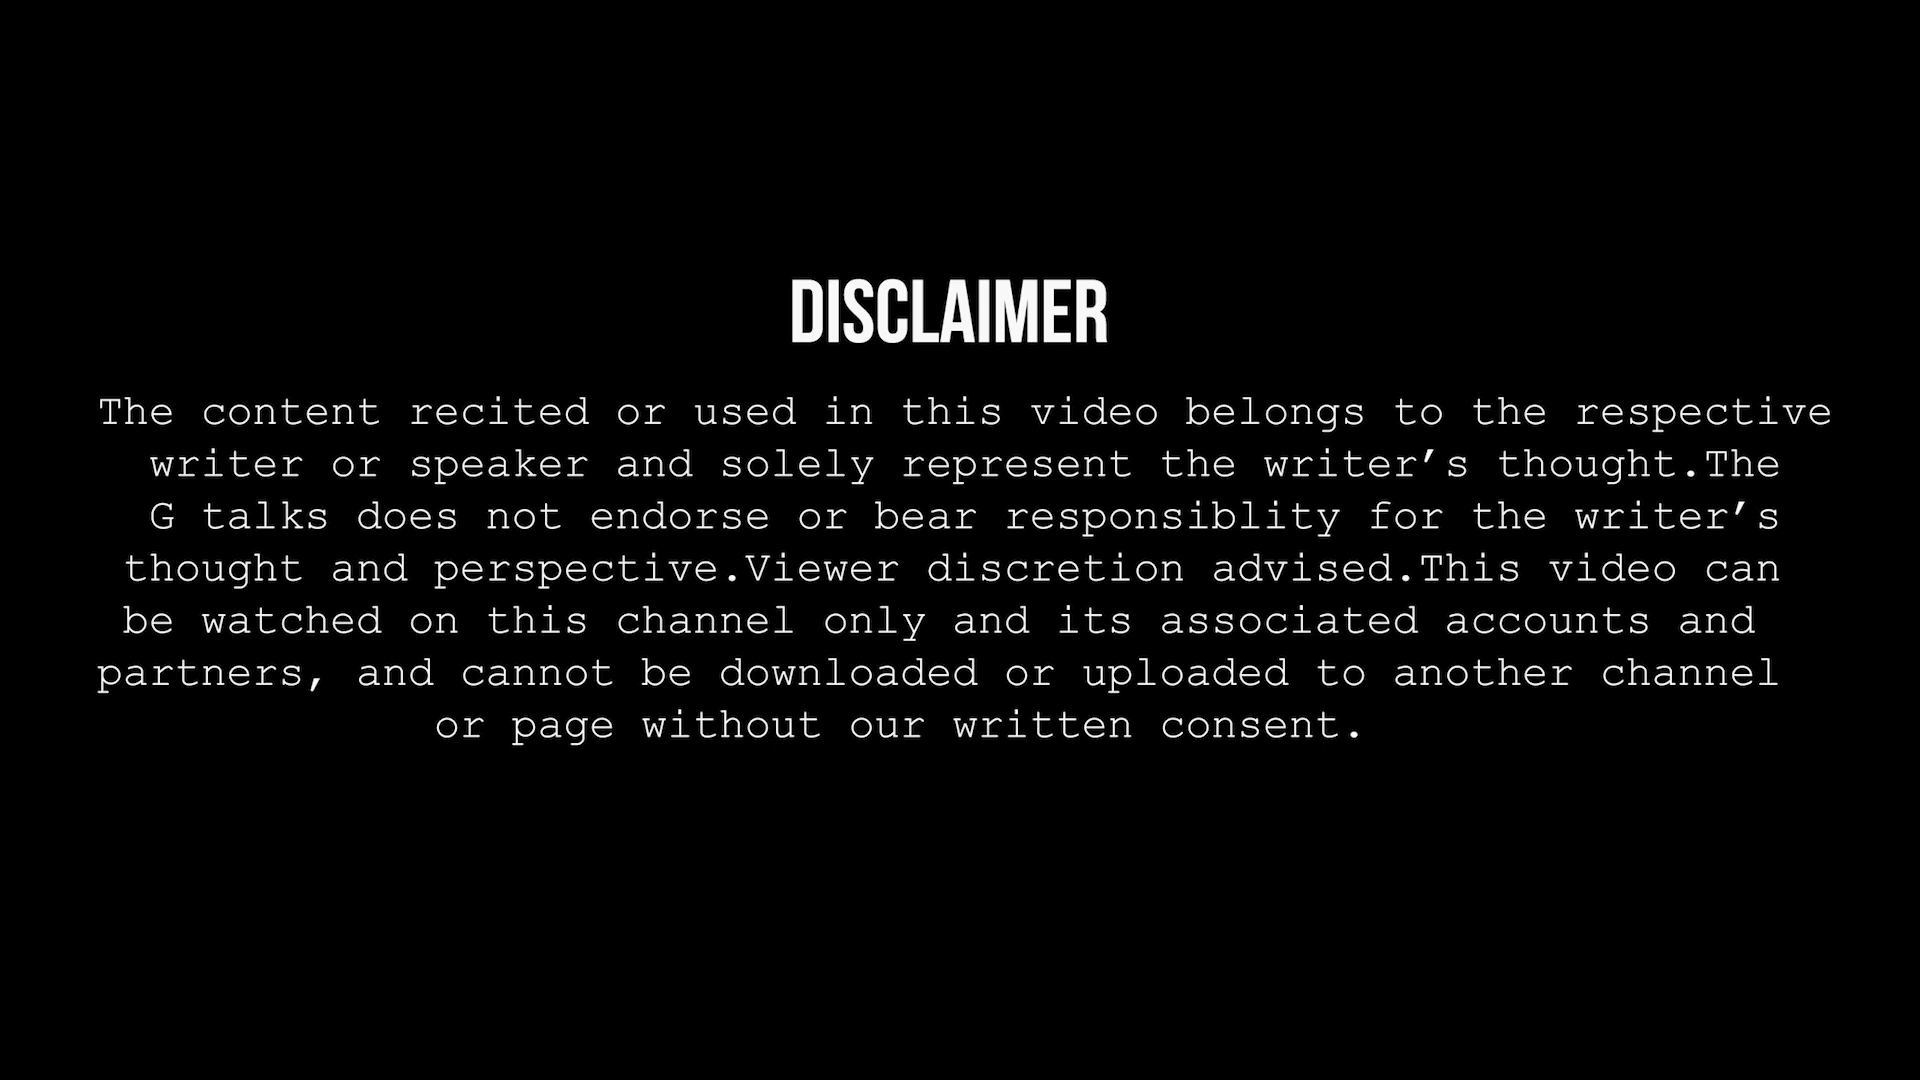 DISCLAIMER
The content recited or used in this video belongs to the respective
writer or speaker and solely represent the writer’s thought.The
G talks does not endorse or bear responsiblity for the writer’s
thought and perspective.Viewer discretion advised.This video can
be watched on this channel only and its associated accounts and
partners, and cannot be downloaded or uploaded to another channel
or page without our written consent.